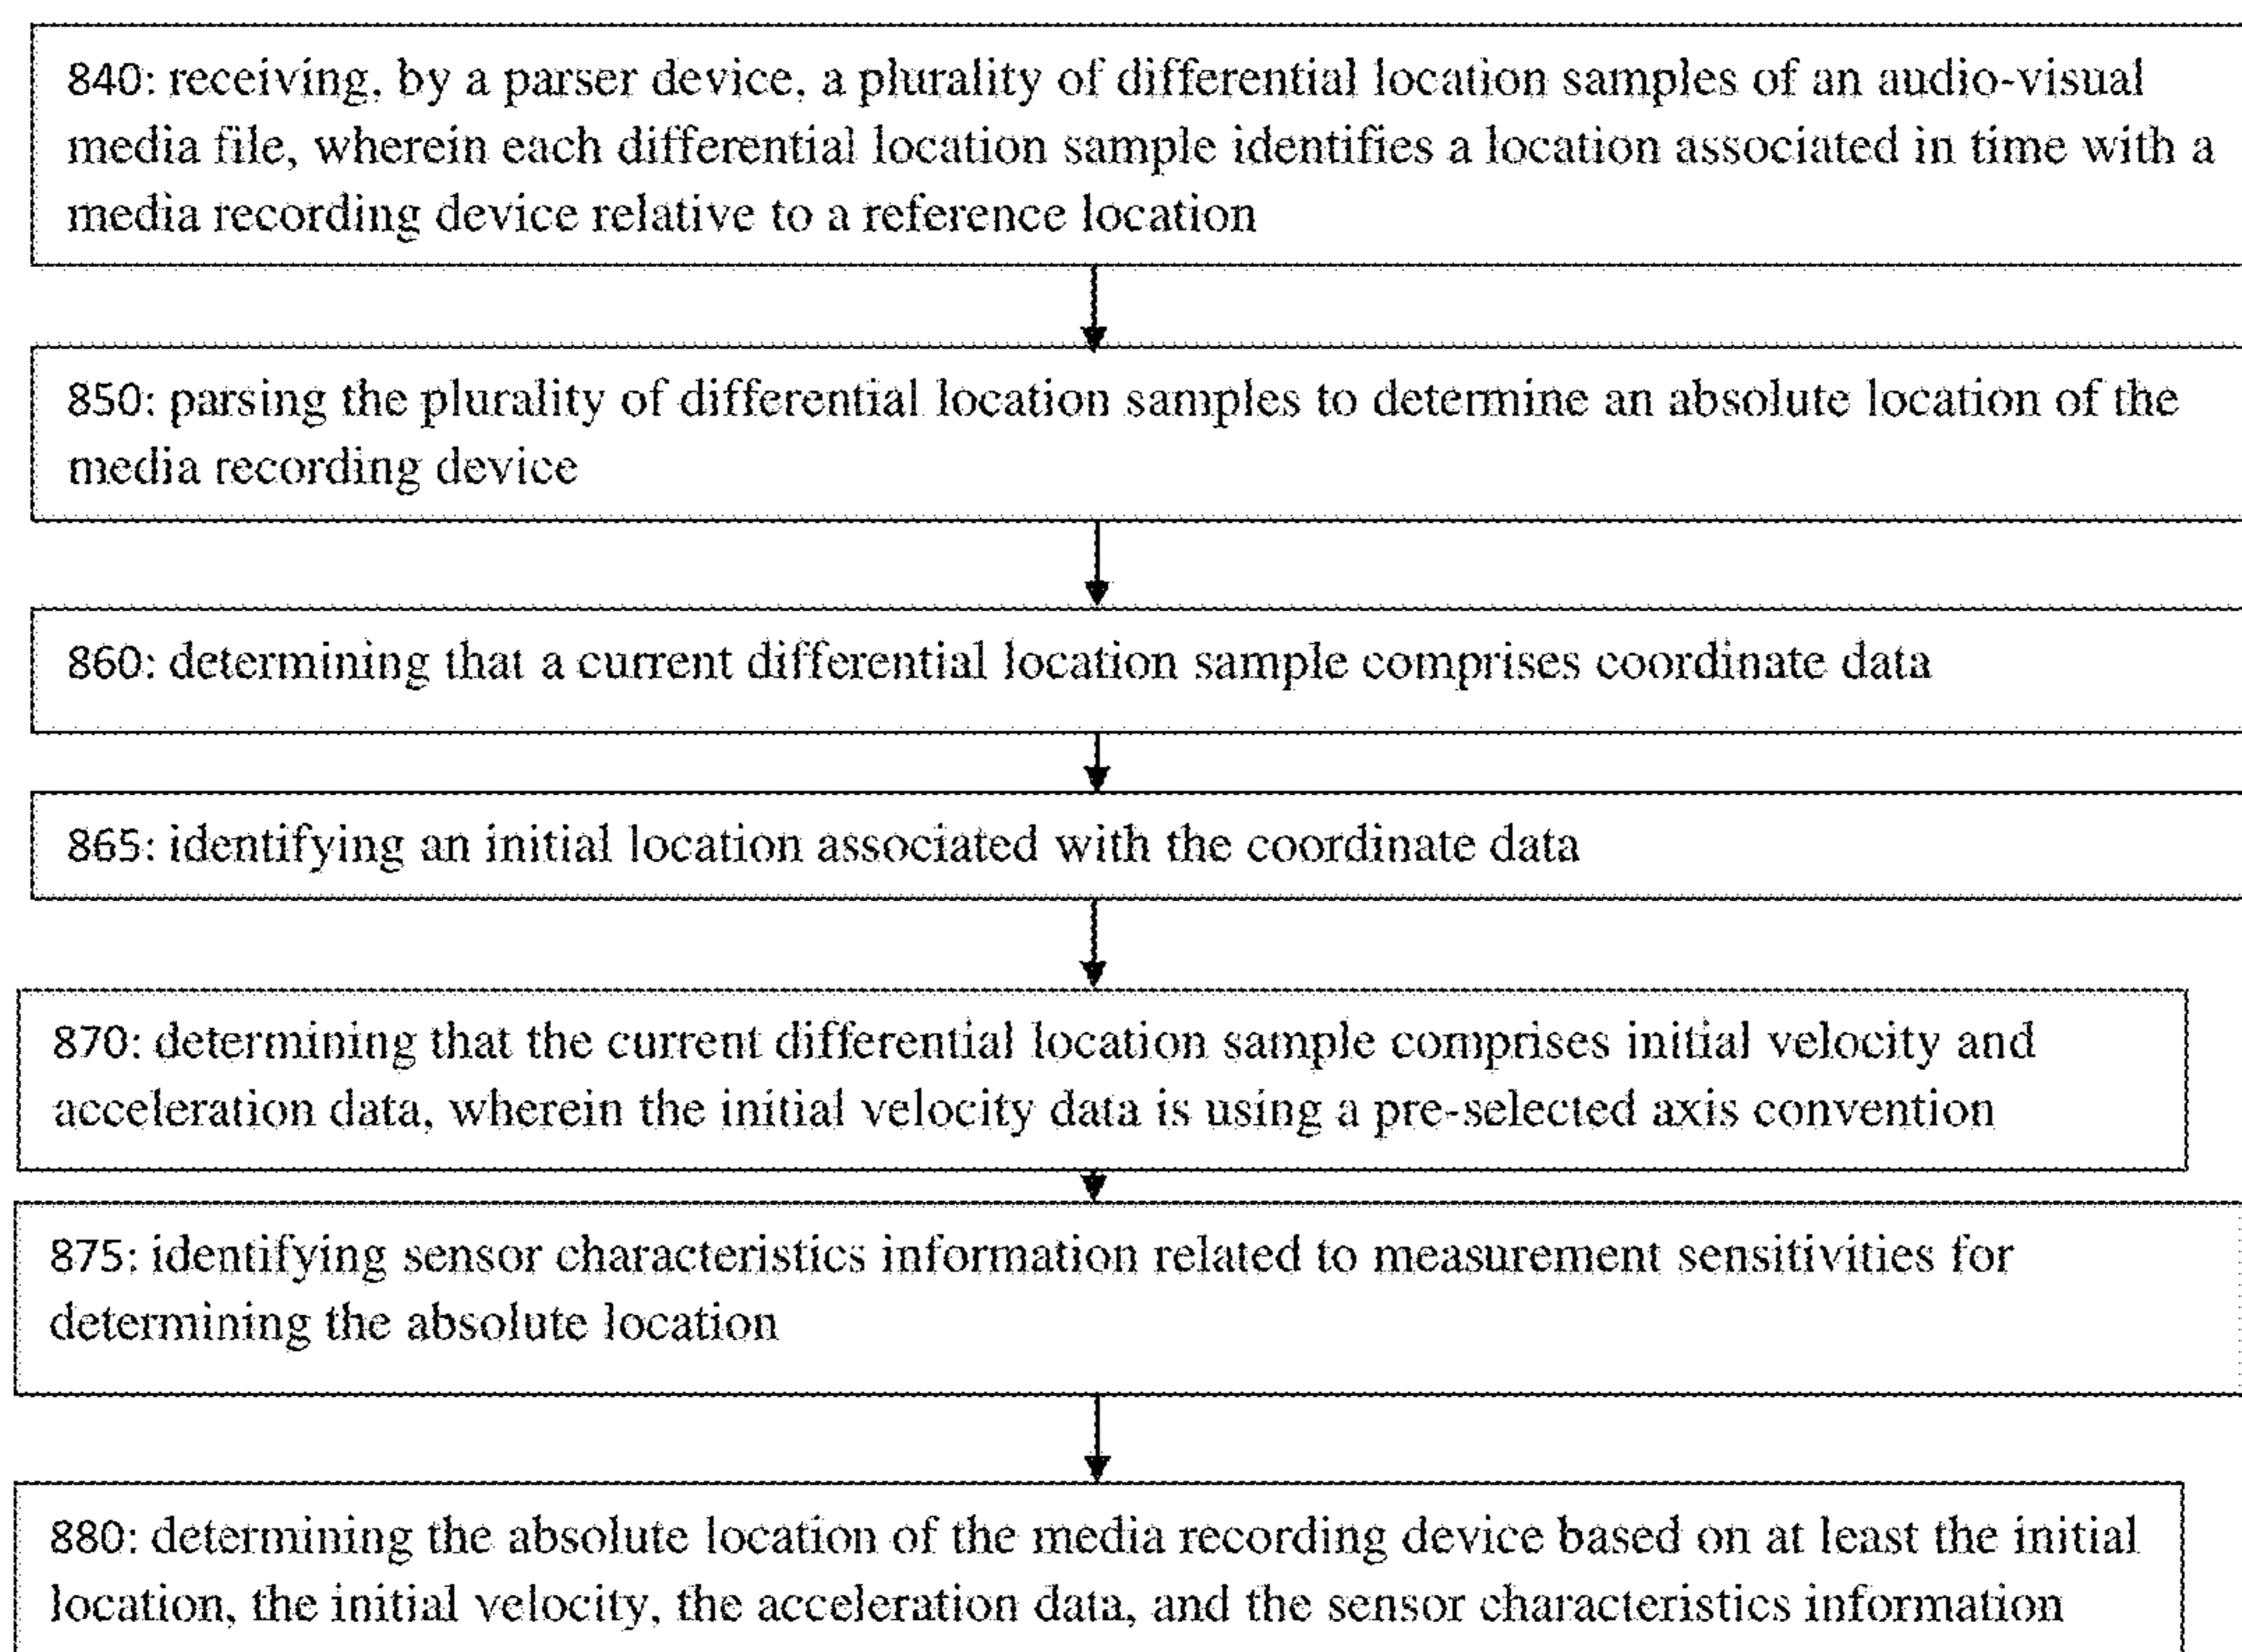 840: receiving, by a parser device, a plurality of differential location samples of an audio-visual
media file, wherein each differential location sample identifies a location associated in time with a
media recording device relative to a reference location
850: parsing the plurality of differential location samples to determine an absolute location of the
media recording device
860: determining that a current differential location sample comprises coordinate data
865: identifying an initial location associated with the coordinate data
870: determining that the current differential location sample comprises initial velocity and
acceleration data, wherein the initial velocity data is using a pre-selected axis convention
875: identifying sensor characteristics information related to measurement sensitivities for
determining the absolute location
880: determining the absolute location of the media recording device based on at least the initial
location, the initial velocity, the acceleration data, and the sensor characteristics information